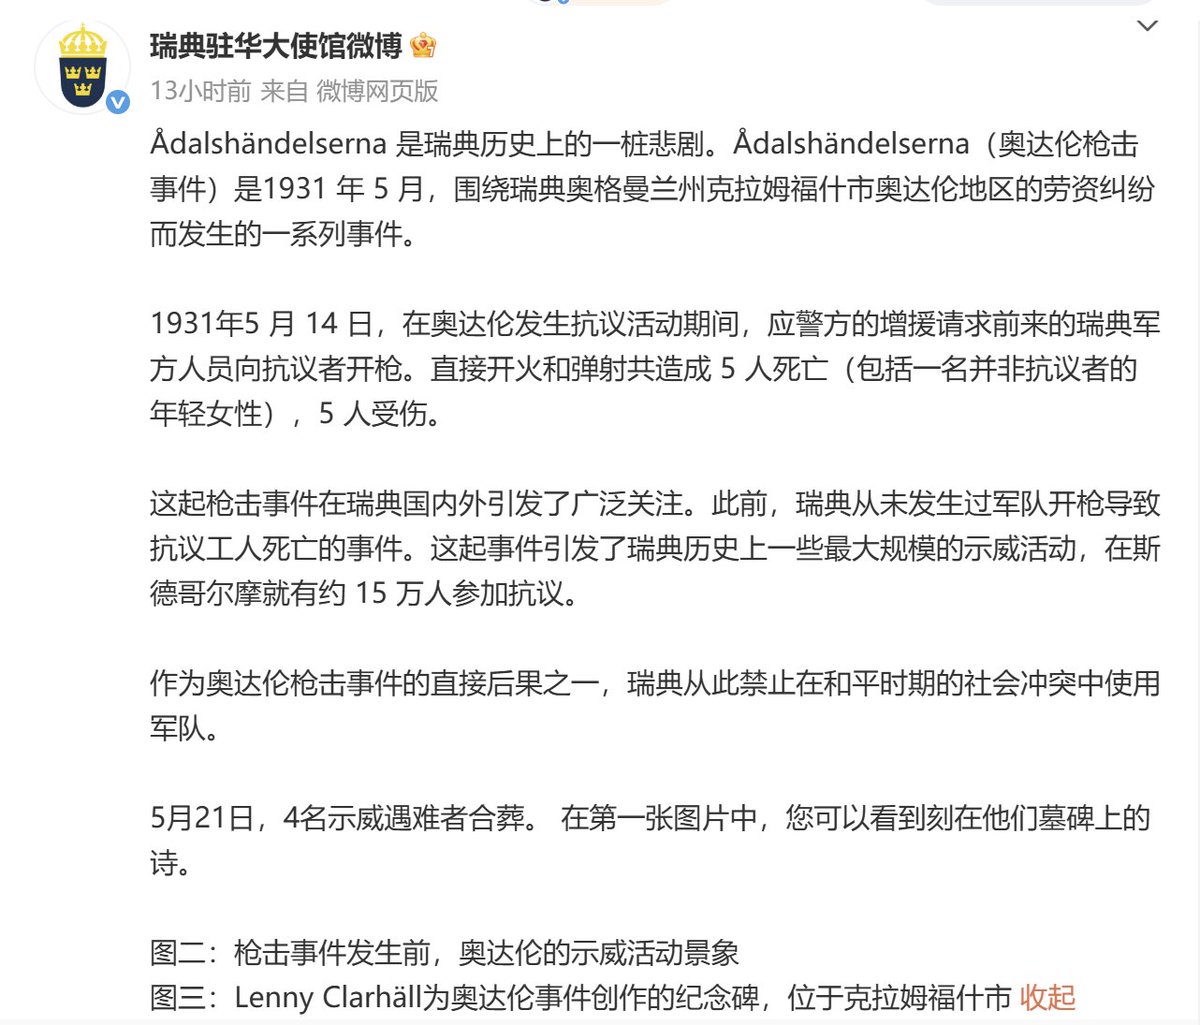 瑞典驻华大使馆微博
13小时前 来自 微博网页版
Ådalshändelserna 是瑞典历史上的一桩悲剧。Ådalshändelserna（奥达伦枪击
事件）是1931 年 5 月，围绕瑞典奥格曼兰州克拉姆福什市奥达伦地区的劳资纠纷
而发生的一系列事件。
1931年5 月 14 日，在奥达伦发生抗议活动期间，应警方的增援请求前来的瑞典军
方人员向抗议者开枪。直接开火和弹射共造成 5 人死亡（包括一名并非抗议者的
年轻女性），5 人受伤。
这起枪击事件在瑞典国内外引发了广泛关注。此前，瑞典从未发生过军队开枪导致
抗议工人死亡的事件。这起事件引发了瑞典历史上一些最大规模的示威活动，在斯
德哥尔摩就有约 15 万人参加抗议。
作为奥达伦枪击事件的直接后果之一，瑞典从此禁止在和平时期的社会冲突中使用
军队。
5月21日，4名示威遇难者合葬。 在第一张图片中，您可以看到刻在他们墓碑上的
诗。
图二：枪击事件发生前，奥达伦的示威活动景象
图三：Lenny Clarhäll为奥达伦事件创作的纪念碑，位于克拉姆福什市 收起